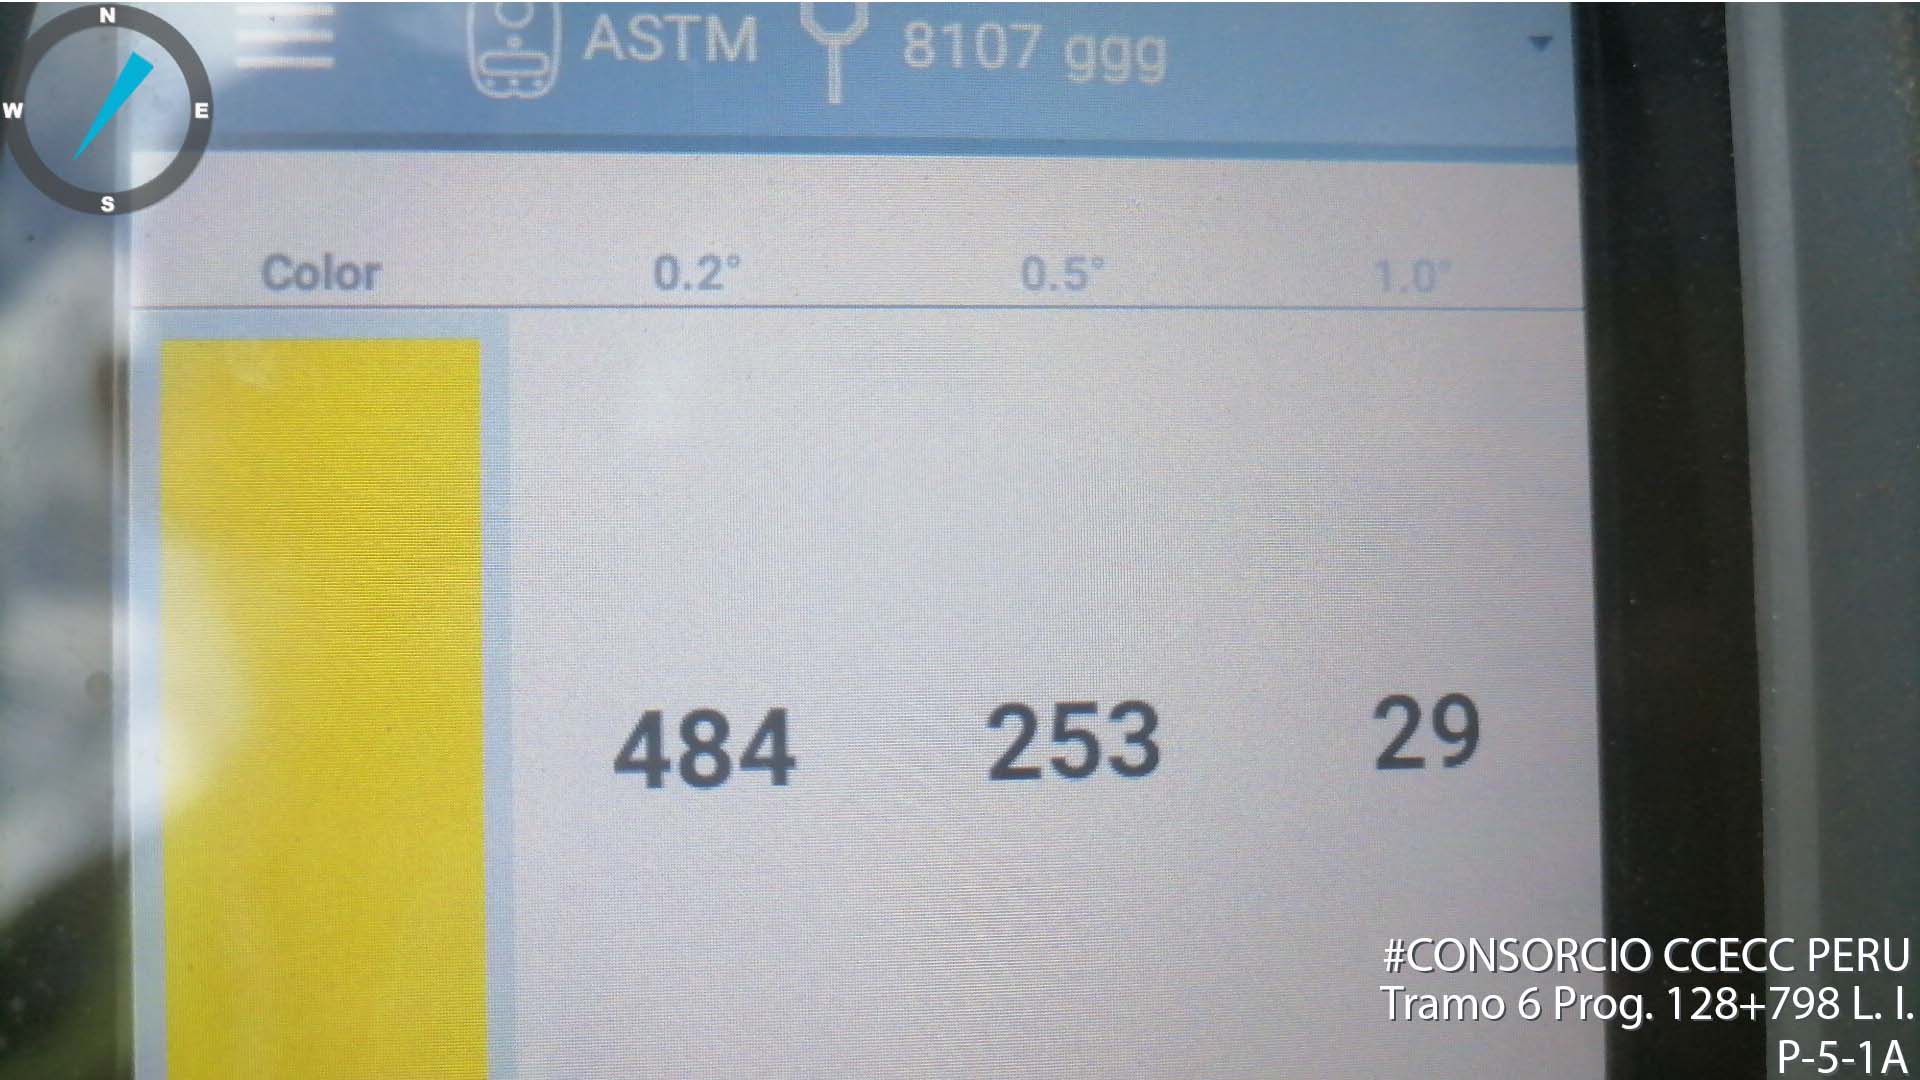 N
W
E
S
ASTM 8107 ggg
Color 0.2° 0.5° 1.0°
484 253 29
#CONSORCIO CCECC PERU
Tramo 6 Prog. 128+798 L. I.
P-5-1A